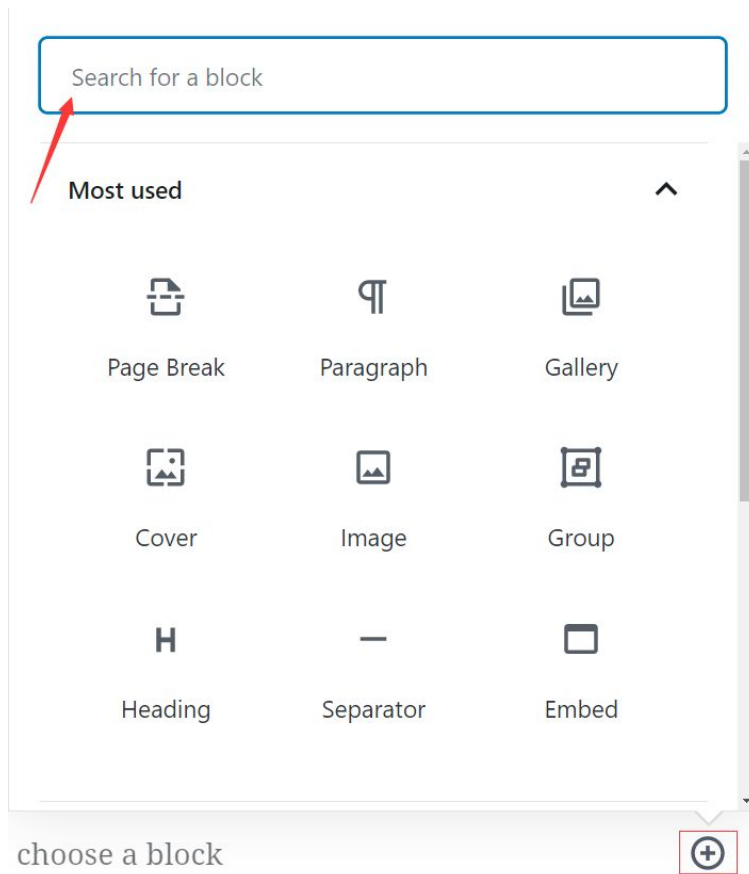 Search for a block
Most used
Page Break Paragraph Gallery
Cover Image Group
Heading Separator Embed
choose a block